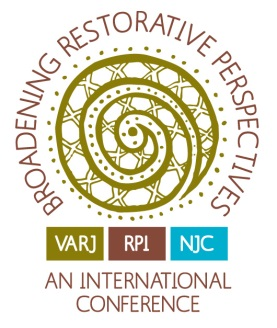 BROADENING RESTORATIVE PERSPECTIVES
VARJ RPI NJC
AN INTERNATIONAL
CONFERENCE